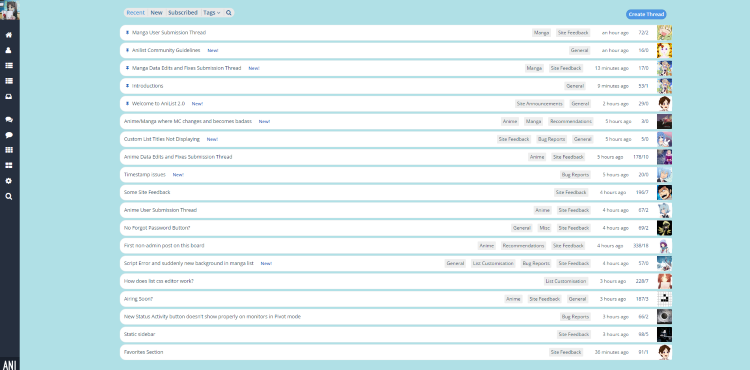 Recent New Subscribed Tags
Create Thread
Manga User Submission Thread Manga Site Feedback an hour ago 72/2
Anilist Community Guidelines New! General an hour ago 16/0
Manga Data Edits and Fixes Submission Thread New! Manga Site Feedback 13 minutes ago 17/0
Introductions General 9 minutes ago 53/1
Welcome to AniList 2.0 New! Site Announcements General 2 hours ago 29/0
Anime/Manga where MC changes and becomes badass New! Anime Manga Recommendations 5 hours ago 3/0
Custom List Titles Not Displaying New! Site Feedback Bug Reports General 5 hours ago 5/0
Anime Data Edits and Fixes Submission Thread Anime Site Feedback 5 hours ago 178/10
Timestamp issues New! Bug Reports 5 hours ago 20/0
Some Site Feedback Site Feedback 4 hours ago 196/7
Anime User Submission Thread Anime Site Feedback 4 hours ago 67/2
No Forgot Password Button? General Misc Site Feedback 4 hours ago 69/2
First non admin post on this board Anime Recommendations Site Feedback 4 hours ago 338/18
Script Error and suddenly new background in manga list New! General List Customisation Bug Reports Site Feedback 4 hours ago 57/0
How does list css editor work? List Customisation 3 hours ago 228/7
Airing Soon? Anime Site Feedback General 3 hours ago 187/3
New Status Activity button doesn't show properly on monitors in Pivot mode Bug Reports 3 hours ago 66/2
Static sidebar Site Feedback 3 hours ago 98/5
Favorites Section Site Feedback 38 minutes ago 91/1
ANI